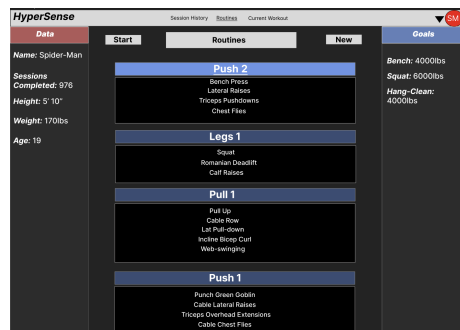 HyperSense
Session History Routines Current Workout
SM
Data
Name: Spider-Man
Sessions
Completed: 976
Height: 5' 10"
Weight: 170lbs
Age: 19
Start
Routines
New
Push 2
Bench Press
Lateral Raises
Triceps Pushdowns
Chest Flies
Legs 1
Squat
Romanian Deadlift
Calf Raises
Pull 1
Pull Up
Cable Row
Lat Pull-down
Incline Bicep Curl
Web-swinging
Push 1
Punch Green Goblin
Cable Lateral Raises
Triceps Overhead Extensions
Cable Chest Flies
Goals
Bench: 4000lbs
Squat: 6000lbs
Hang-Clean:
4000lbs